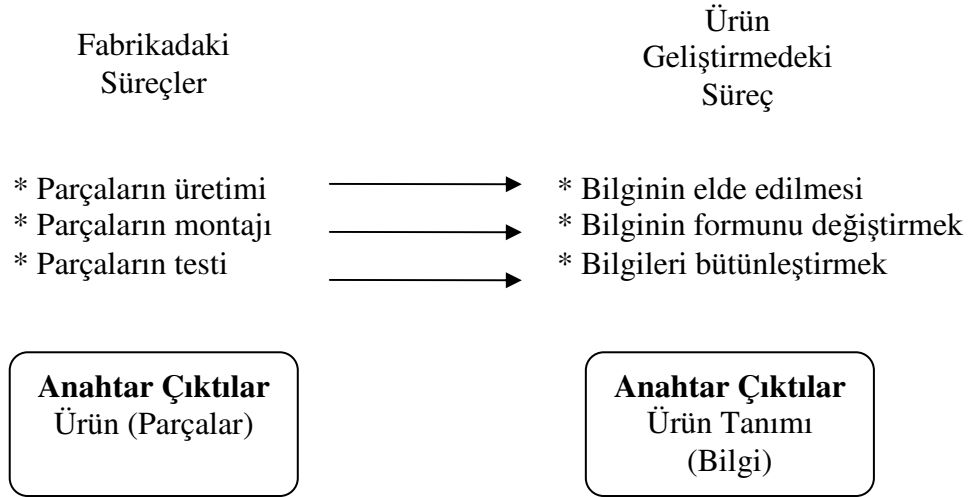 Fabrikadaki
Süreçler
Ürün
Geliştirmedeki
Süreç
* Parçaların üretimi
* Parçaların montajı
* Parçaların testi
* Bilginin elde edilmesi
* Bilginin formunu değiştirmek
* Bilgileri bütünleştirmek
Anahtar Çıktılar
Ürün (Parçalar)
Anahtar Çıktılar
Ürün Tanımı
(Bilgi)